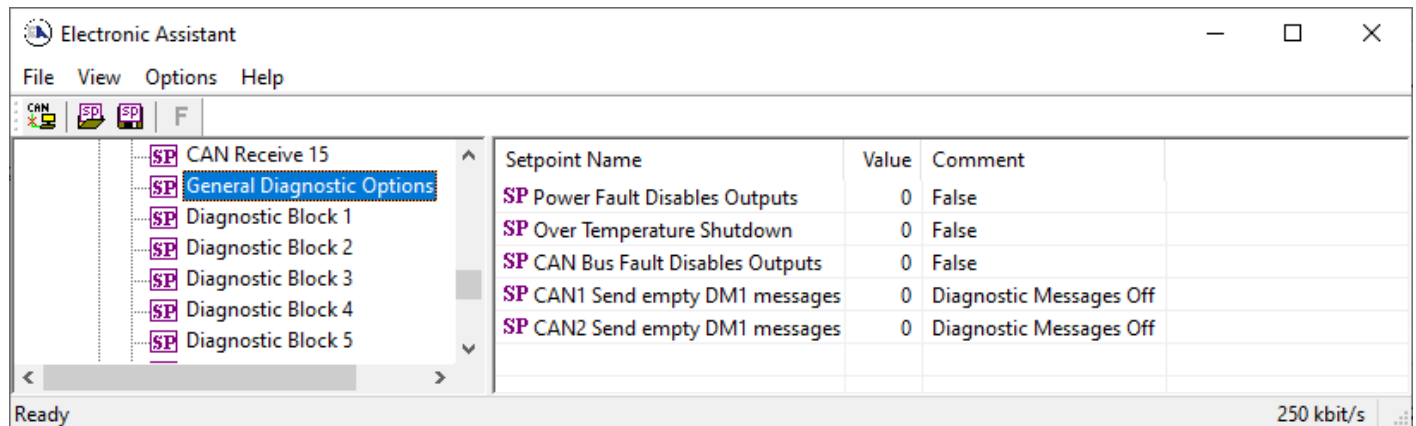 Electronic Assistant
File View Options Help
CAN SP SP F
SP CAN Receive 15
SP General Diagnostic Options
SP Diagnostic Block 1
SP Diagnostic Block 2
SP Diagnostic Block 3
SP Diagnostic Block 4
SP Diagnostic Block 5
Setpoint Name Value Comment
SP Power Fault Disables Outputs 0 False
SP Over Temperature Shutdown 0 False
SP CAN Bus Fault Disables Outputs 0 False
SP CAN1 Send empty DM1 messages 0 Diagnostic Messages Off
SP CAN2 Send empty DM1 messages 0 Diagnostic Messages Off
Ready 250 kbit/s